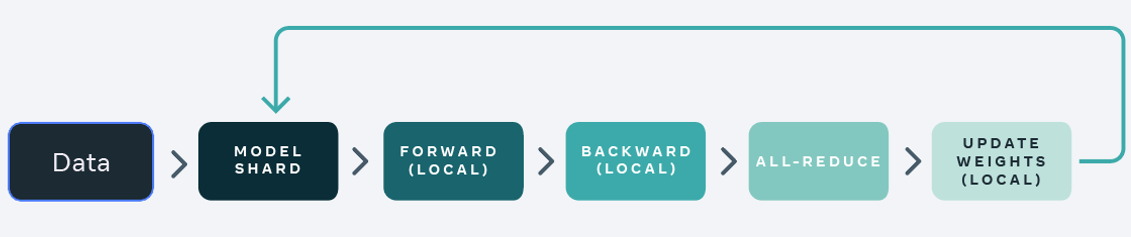 Data
MODEL
SHARD
FORWARD
(LOCAL)
BACKWARD
(LOCAL)
ALL-REDUCE
UPDATE
WEIGHTS
(LOCAL)